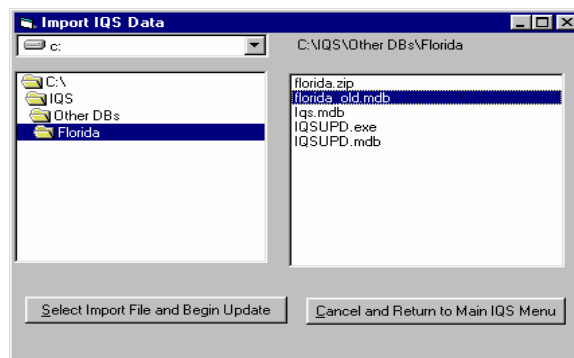 Import IQS Data
c:
C:\IQS\Other DBs\Florida
C:\
IQS
Other DBs
Florida
florida.zip
florida_old.mdb
Iqs.mdb
IQSUPD.exe
IQSUPD.mdb
Select Import File and Begin Update
Cancel and Return to Main IQS Menu